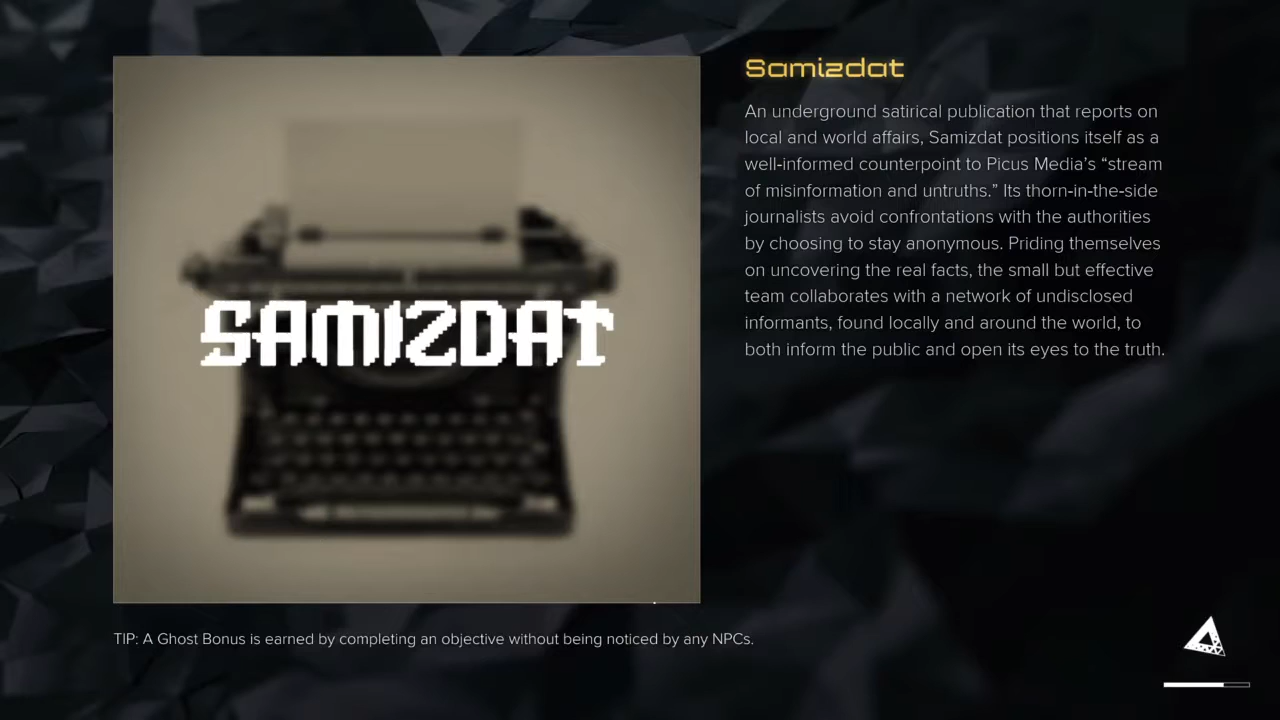 Samizdat
An underground satirical publication that reports on
local and world affairs, Samizdat positions itself as a
well-informed counterpoint to Picus Media’s “stream
of misinformation and untruths.” Its thorn-in-the-side
journalists avoid confrontations with the authorities
by choosing to stay anonymous. Priding themselves
on uncovering the real facts, the small but effective
team collaborates with a network of undisclosed
informants, found locally and around the world, to
both inform the public and open its eyes to the truth.
SAMIZDAT
TIP: A Ghost Bonus is earned by completing an objective without being noticed by any NPCs.